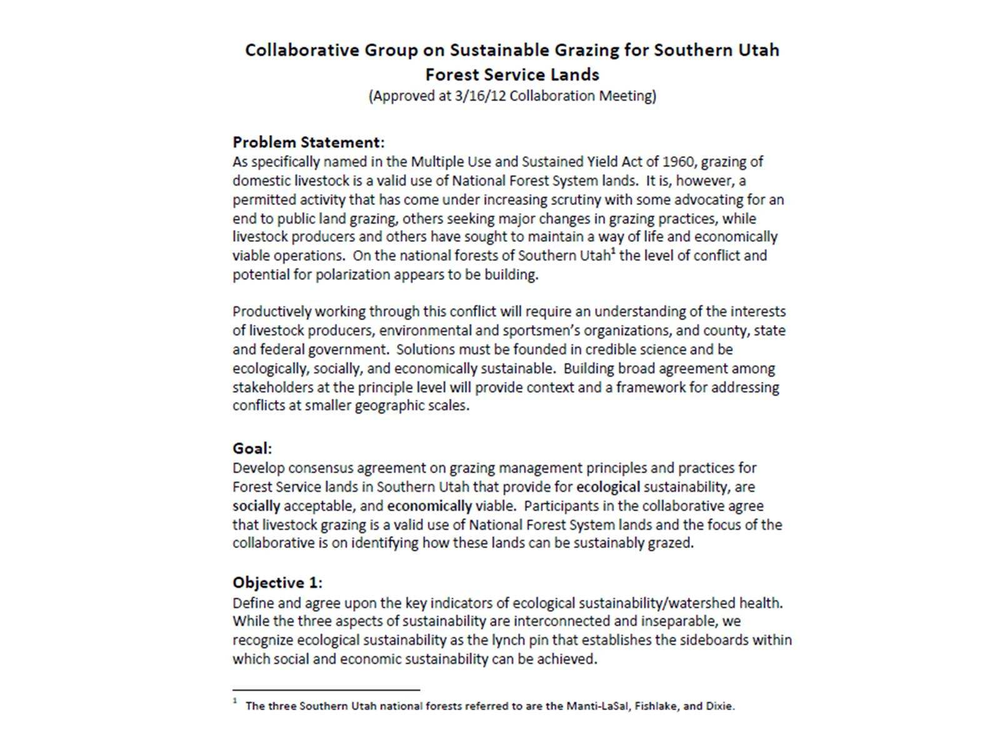 Collaborative Group on Sustainable Grazing for Southern Utah
Forest Service Lands
(Approved at 3/16/12 Collaboration Meeting)
Problem Statement:
As specifically named in the Multiple Use and Sustained Yield Act of 1960, grazing of
domestic livestock is a valid use of National Forest System lands.  It is, however, a
permitted activity that has come under increasing scrutiny with some advocating for an
end to public land grazing, others seeking major changes in grazing practices, while
livestock producers and others have sought to maintain a way of life and economically
viable operations.  On the national forests of Southern Utah¹ the level of conflict and
potential for polarization appears to be building.
Productively working through this conflict will require an understanding of the interests
of livestock producers, environmental and sportsmen’s organizations, and county, state
and federal government.  Solutions must be founded in credible science and be
ecologically, socially, and economically sustainable.  Building broad agreement among
stakeholders at the principle level will provide context and a framework for addressing
conflicts at smaller geographic scales.
Goal:
Develop consensus agreement on grazing management principles and practices for
Forest Service lands in Southern Utah that provide for ecological sustainability, are
socially acceptable, and economically viable.  Participants in the collaborative agree
that livestock grazing is a valid use of National Forest System lands and the focus of the
collaborative is on identifying how these lands can be sustainably grazed.
Objective 1:
Define and agree upon the key indicators of ecological sustainability/watershed health.
While the three aspects of sustainability are interconnected and inseparable, we
recognize ecological sustainability as the lynch pin that establishes the sideboards within
which social and economic sustainability can be achieved.
¹ The three Southern Utah national forests referred to are the Manti-LaSal, Fishlake, and Dixie.